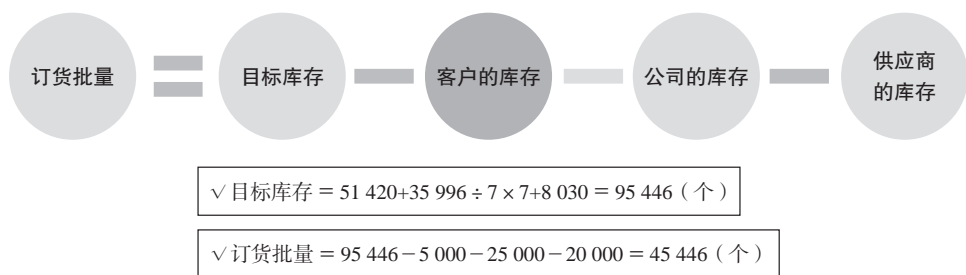 订货批量
目标库存
客户的库存
公司的库存
供应商
的库存
√目标库存 = 51 420+35 996 ÷ 7 × 7+8 030 = 95 446（个）
√订货批量 = 95 446－5 000－25 000－20 000 = 45 446（个）